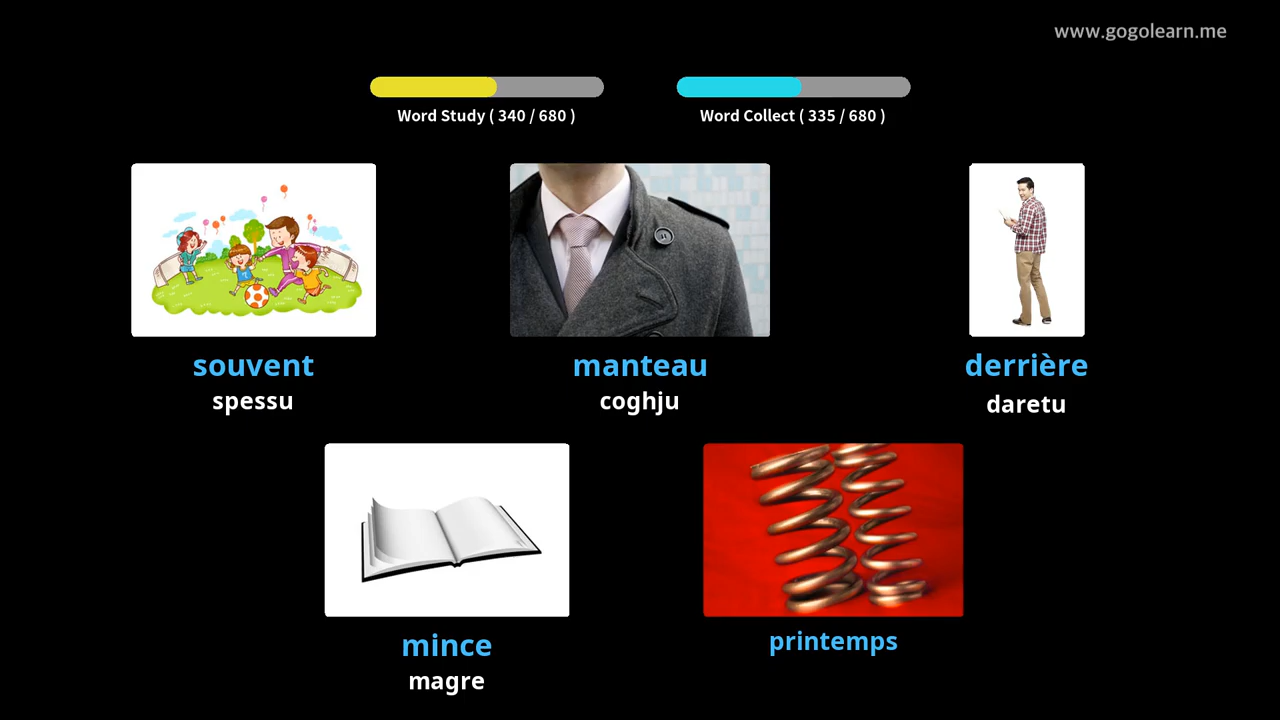 www.gogolearn.me
Word Study ( 340 / 680 )
Word Collect ( 335 / 680 )
souvent
spessu
manteau
coghju
derrière
daretu
mince
magre
printemps